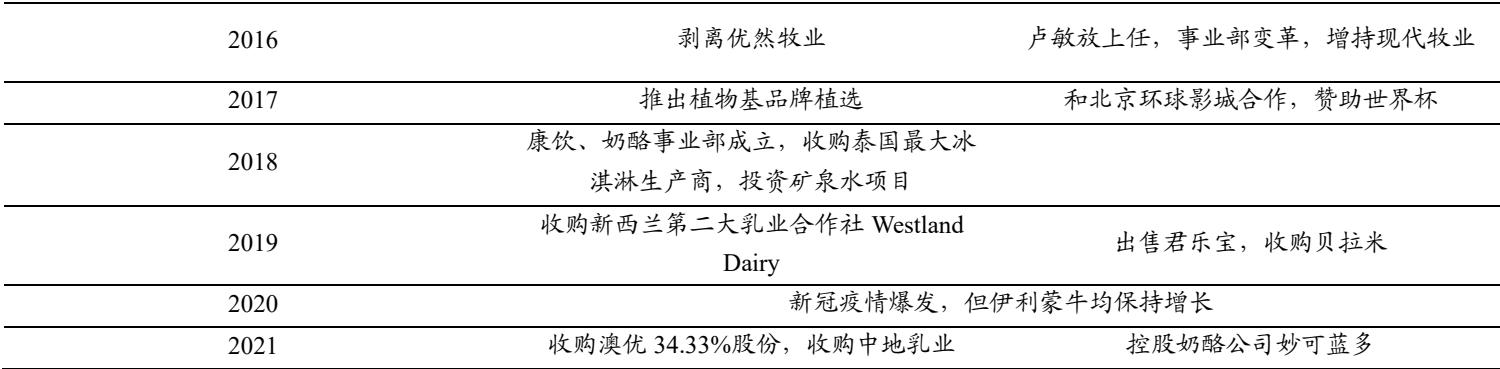 2016 剥离优然牧业 卢敏放上任，事业部变革，增持现代牧业
2017 推出植物基品牌植选 和北京环球影城合作，赞助世界杯
2018 康饮、奶酪事业部成立，收购泰国最大冰
淇淋生产商，投资矿泉水项目
2019 收购新西兰第二大乳业合作社 Westland
Dairy 出售君乐宝，收购贝拉米
2020 新冠疫情爆发，但伊利蒙牛均保持增长
2021 收购澳优 34.33%股份，收购中地乳业 控股奶酪公司妙可蓝多